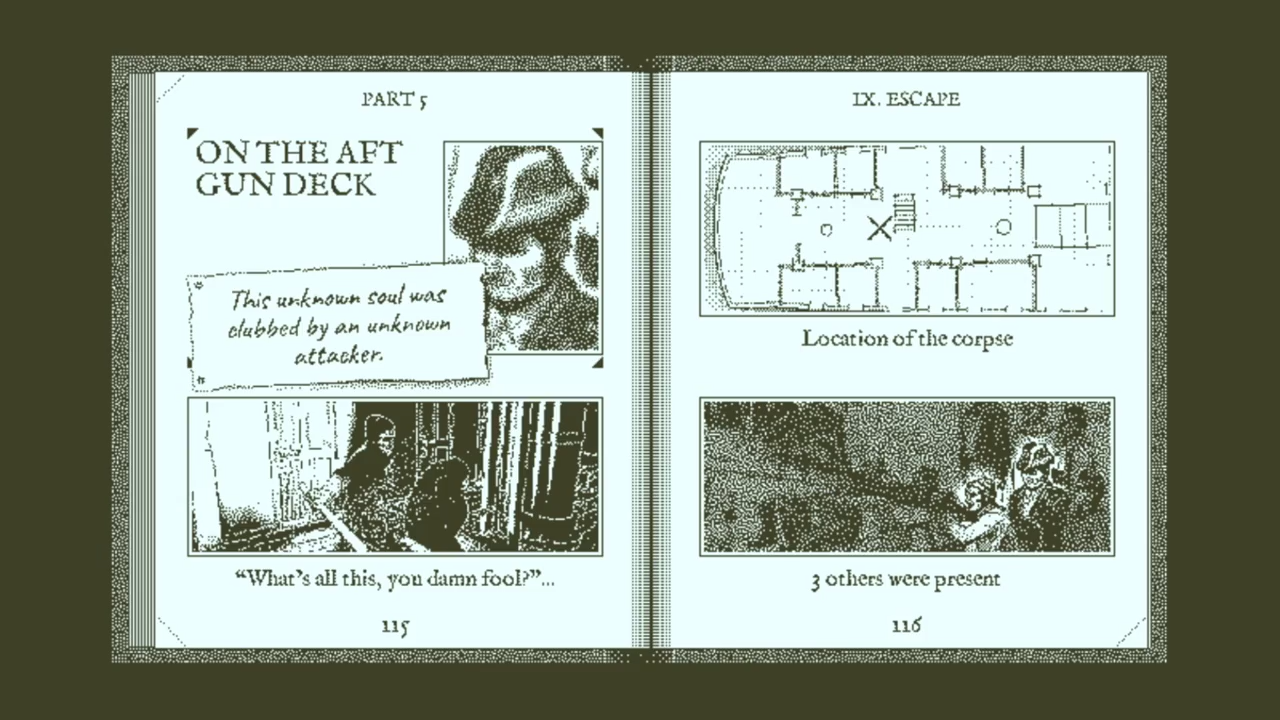 PART 5
ON THE AFT
GUN DECK
This unknown soul was
clubbed by an unknown
attacker.
"What's all this, you damn fool?"...
115
IX. ESCAPE
Location of the corpse
3 others were present
116